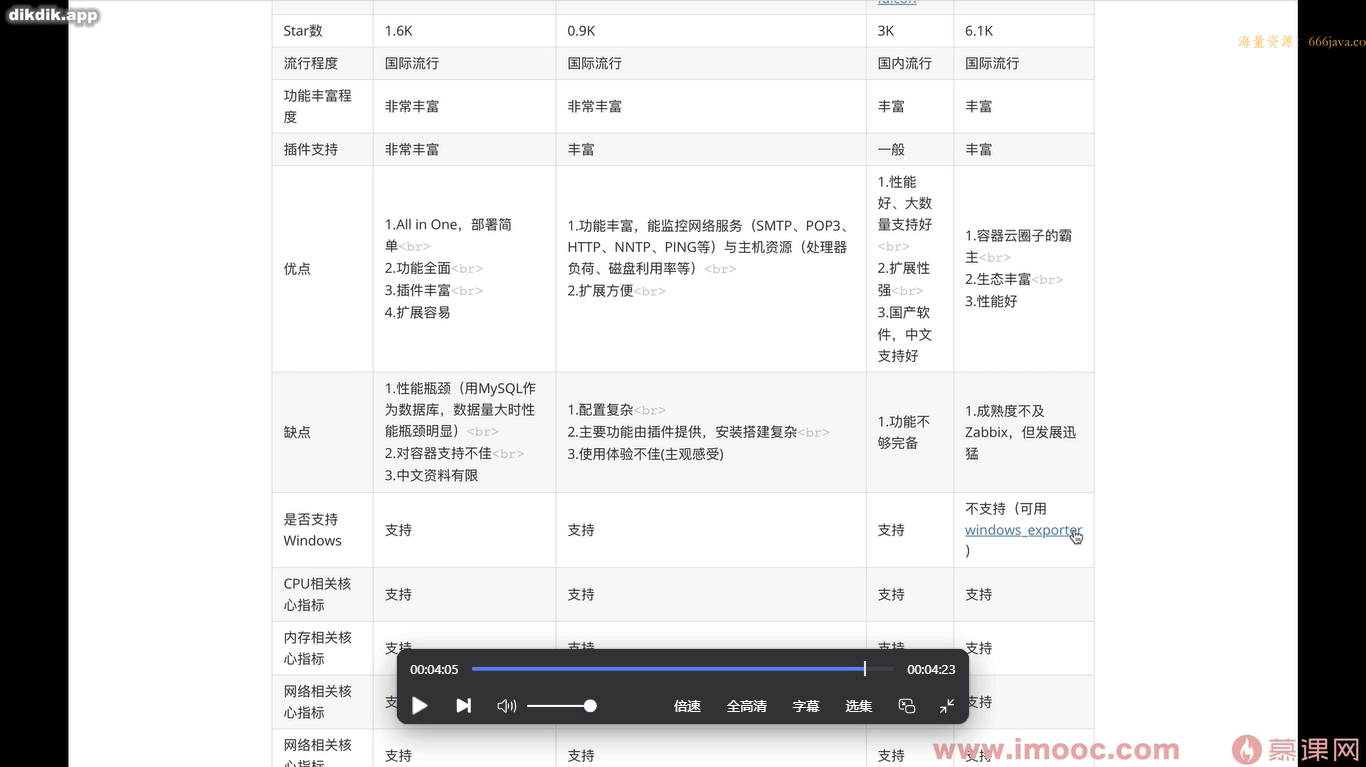 dikdik.app
falcon
Star数 1.6K 0.9K 3K 6.1K
海量资源：666java.co
流行程度 国际流行 国际流行 国内流行 国际流行
功能丰富程
度
非常丰富 非常丰富 丰富 丰富
插件支持 非常丰富 丰富 一般 丰富
优点
1.All in One，部署简
单<br>
2.功能全面<br>
3.插件丰富<br>
4.扩展容易
1.功能丰富，能监控网络服务（SMTP、POP3、
HTTP、NNTP、PING等）与主机资源（处理器
负荷、磁盘利用率等）<br>
2.扩展方便<br>
1.性能
好、大数
量支持好
<br>
2.扩展性
强<br>
3.国产软
件，中文
支持好
1.容器云圈子的霸
主<br>
2.生态丰富<br>
3.性能好
缺点
1.性能瓶颈（用MySQL作
为数据库，数据量大时性
能瓶颈明显）<br>
2.对容器支持不佳<br>
3.中文资料有限
1.配置复杂<br>
2.主要功能由插件提供，安装搭建复杂<br>
3.使用体验不佳(主观感受)
1.功能不
够完备
1.成熟度不及
Zabbix，但发展迅
猛
是否支持
Windows
支持 支持 支持
不支持（可用
windows_exporter
）
CPU相关核
心指标
支持 支持 支持 支持
内存相关核
心指标
支持 支持 支持 支持
00:04:05 00:04:23
网络相关核
心指标
支 支持
倍速 全高清 字幕 选集
网络相关核
心指标
支持 支持 支持 支持
www.imooc.com
慕课网